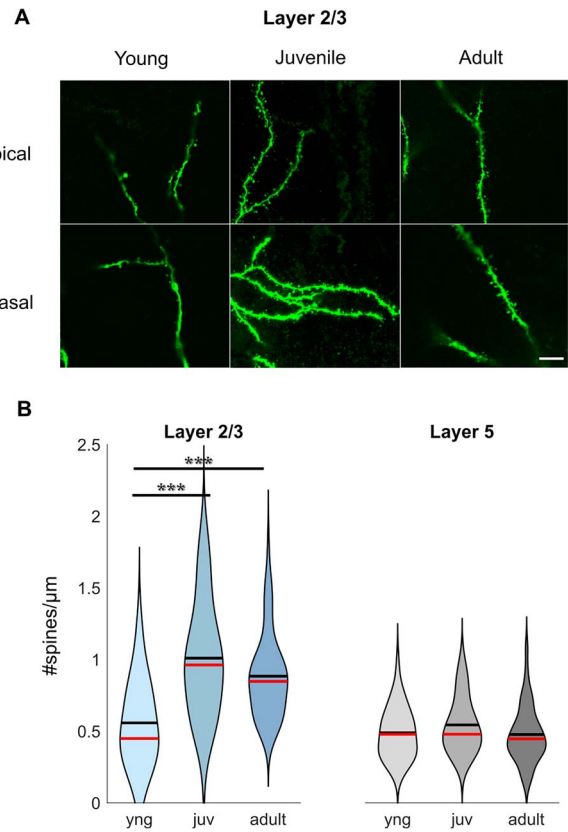 A
Layer 2/3
Young Juvenile Adult
pical
asal
B
Layer 2/3 Layer 5
***
***
#spines/µm
2.5
2
1.5
1
0.5
0
yng juv adult yng juv adult